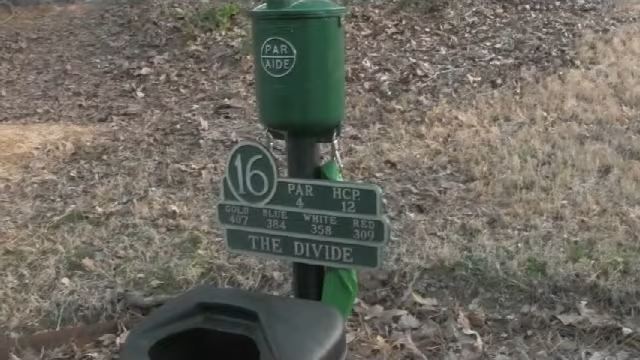 PAR
AIDE
16
PAR HCP.
4 12
GOLD BLUE WHITE RED
407 384 358 309
THE DIVIDE